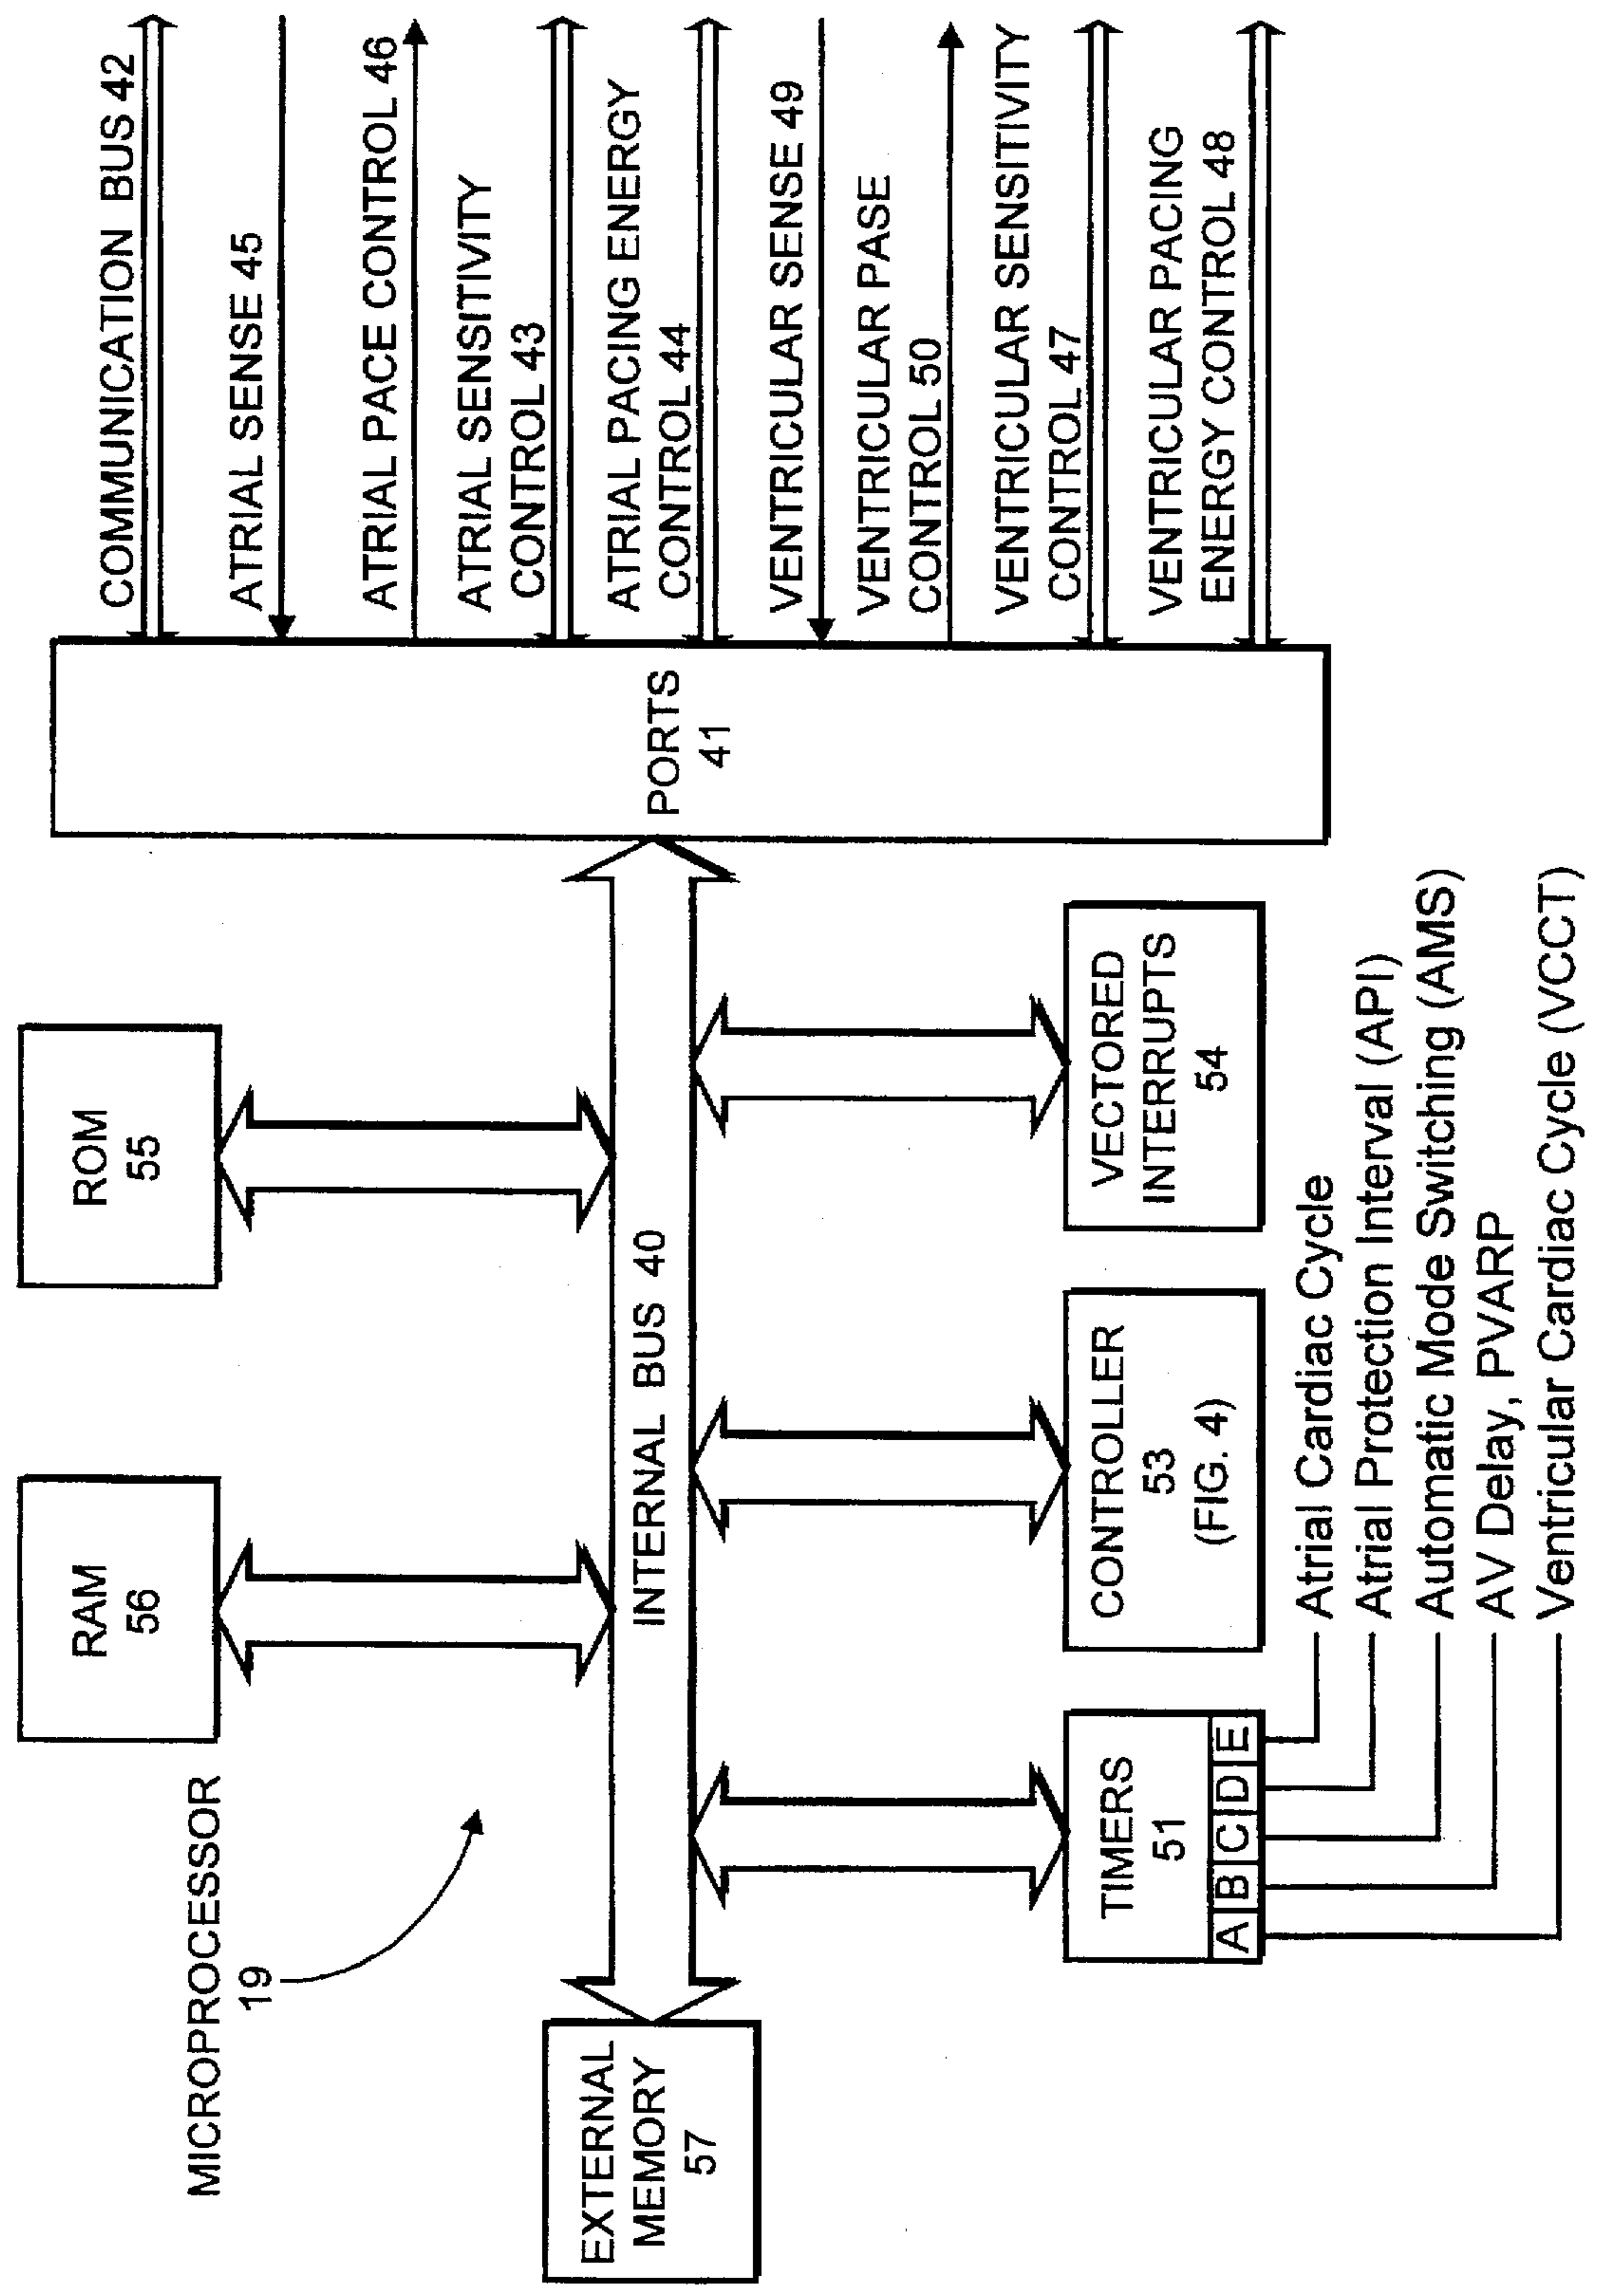 MICROPROCESSOR
19
RAM
56
ROM
55
EXTERNAL
MEMORY
57
INTERNAL BUS 40
PORTS
41
TIMERS
51
A B C D E
CONTROLLER
53
(FIG. 4)
VECTORED
INTERRUPTS
54
Atrial Cardiac Cycle
Atrial Protection Interval (API)
Automatic Mode Switching (AMS)
AV Delay, PVARP
Ventricular Cardiac Cycle (VCCT)
COMMUNICATION BUS 42
ATRIAL SENSE 45
ATRIAL PACE CONTROL 46
ATRIAL SENSITIVITY
CONTROL 43
ATRIAL PACING ENERGY
CONTROL 44
VENTRICULAR SENSE 49
VENTRICULAR PASE
CONTROL 50
VENTRICULAR SENSITIVITY
CONTROL 47
VENTRICULAR PACING
ENERGY CONTROL 48